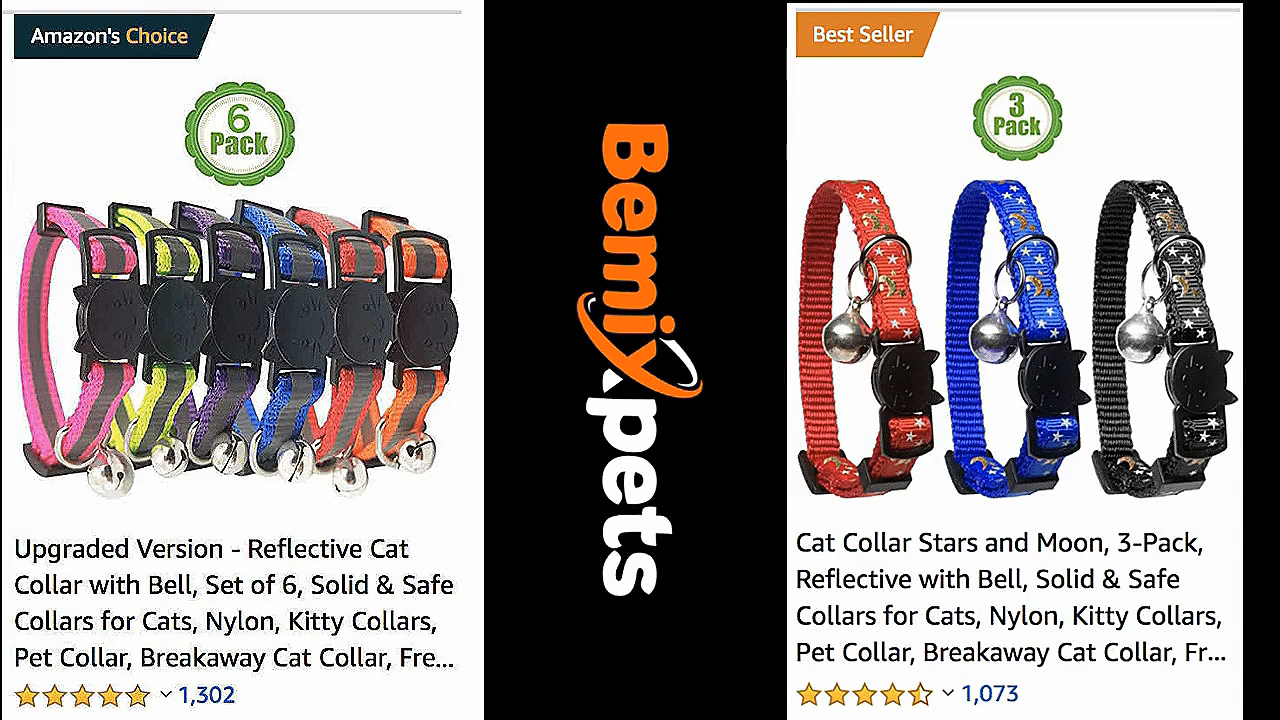 Amazon's Choice
6
Pack
Upgraded Version - Reflective Cat
Collar with Bell, Set of 6, Solid & Safe
Collars for Cats, Nylon, Kitty Collars,
Pet Collar, Breakaway Cat Collar, Fre...
1,302
Bemixpets
Best Seller
3
Pack
Cat Collar Stars and Moon, 3-Pack,
Reflective with Bell, Solid & Safe
Collars for Cats, Nylon, Kitty Collars,
Pet Collar, Breakaway Cat Collar, Fr...
1,073